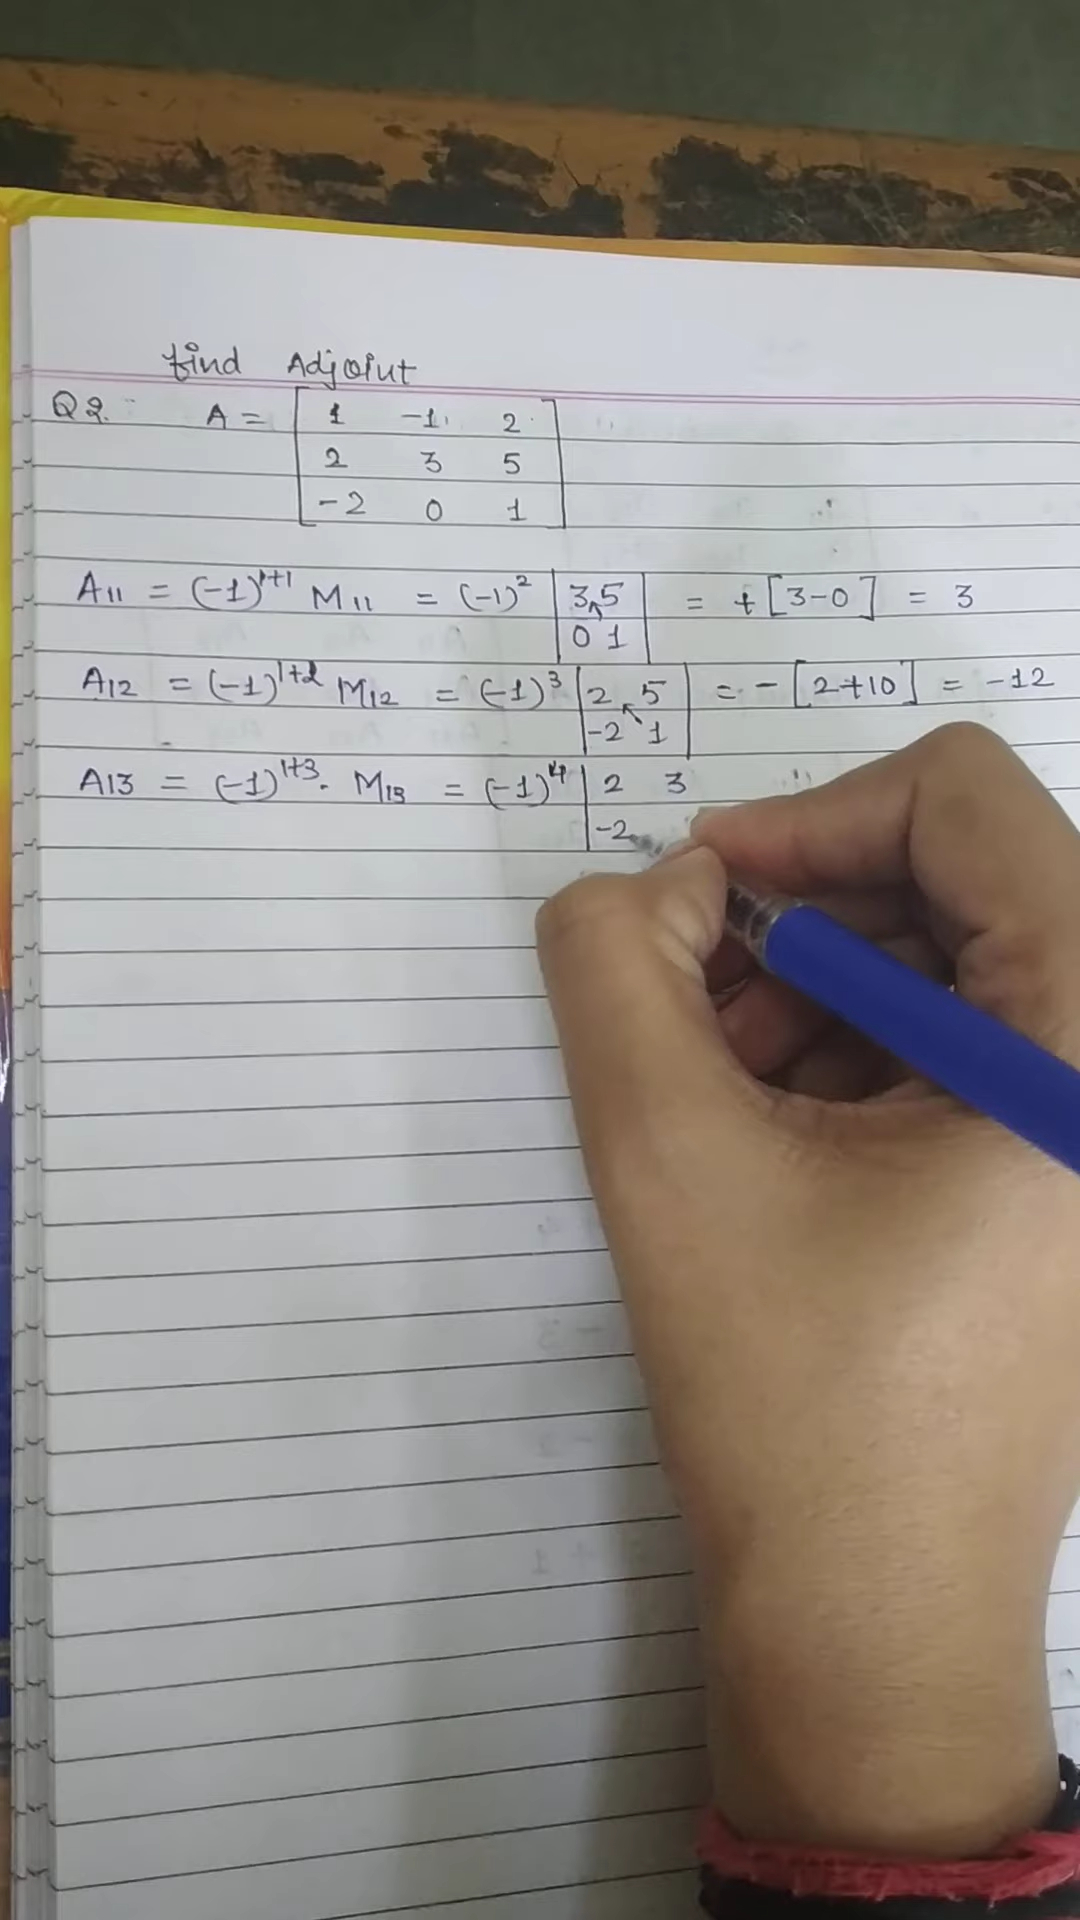 find Adjoint
Q2. A = [ 1 -1 2
2 3 5
-2 0 1 ]
A11 = (-1)^1+1 M11 = (-1)^2 | 3 5 | = + [3-0] = 3
0 1
A12 = (-1)^1+2 M12 = (-1)^3 | 2 5 | = - [2+10] = -12
-2 1
A13 = (-1)^1+3 . M13 = (-1)^4 | 2 3
-2